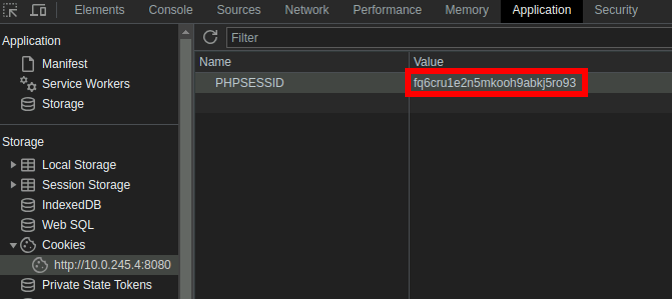 Elements Console Sources Network Performance Memory Application Security
Application
Manifest
Service Workers
Storage
Storage
Local Storage
Session Storage
IndexedDB
Web SQL
Cookies
http://10.0.245.4:8080
Private State Tokens
Filter
Name Value
PHPSESSID fq6cru1e2n5mkooh9abkj5ro93